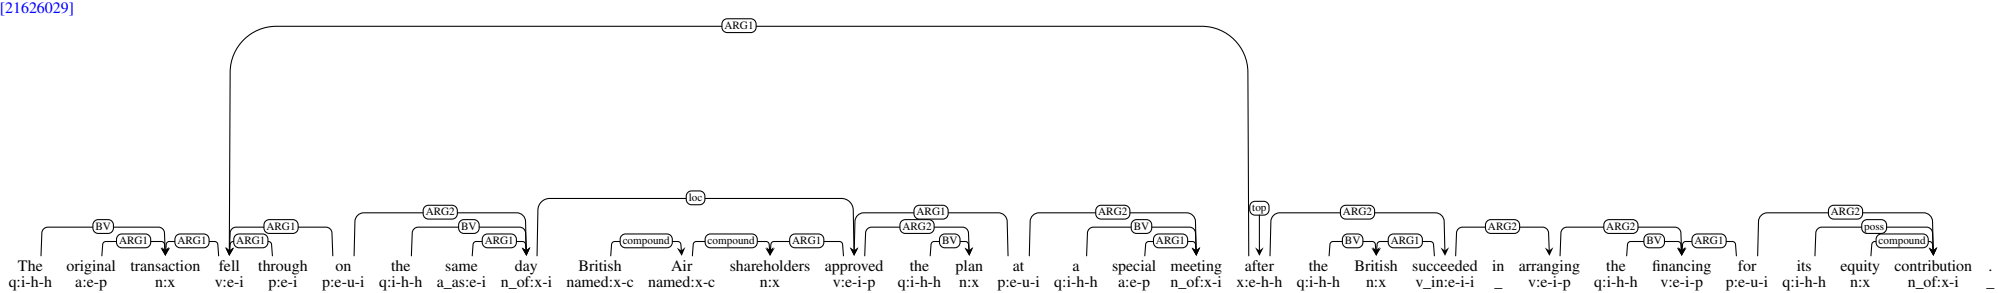 [21626029]
ARG1
loc top
ARG2 ARG1 ARG2 ARG2 ARG2
BV ARG1 BV ARG2 BV ARG2 ARG2 poss
ARG1 ARG1 ARG1 ARG1 compound compound ARG1 BV ARG1 BV ARG1 BV ARG1 compound
The original transaction fell through on the same day British Air shareholders approved the plan at a special meeting after the British succeeded in arranging the financing for its equity contribution .
q:i-h-h a:e-p n:x v:e-i p:e-i p:e-u-i q:i-h-h a_as:e-i n_of:x-i named:x-c named:x-c n:x v:e-i-p q:i-h-h n:x p:e-u-i q:i-h-h a:e-p n_of:x-i x:e-h-h q:i-h-h n:x v_in:e-i-i _ v:e-i-p q:i-h-h v:e-i-p p:e-u-i q:i-h-h n:x n_of:x-i _